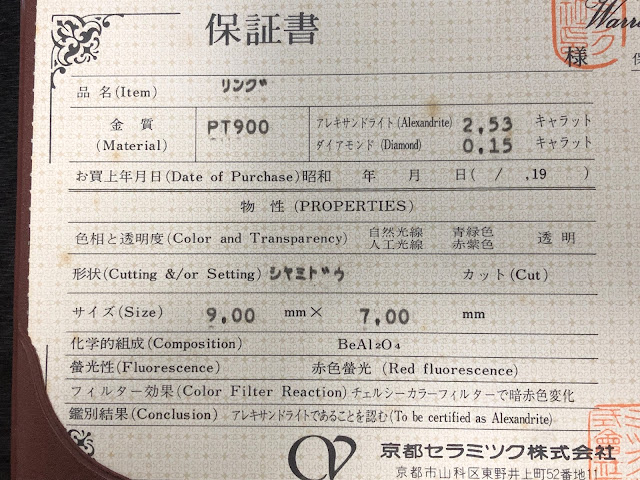 保証書
様
品名(Item) リング
金質 (Material) PT900
アレキサンドライト(Alexandrite) 2,53 キャラット
ダイアモンド(Diamond) 0.15 キャラット
お買上年月日(Date of Purchase)昭和 年 月 日( / ,19 )
物性(PROPERTIES)
色相と透明度(Color and Transparency) 自然光線 青緑色 透明
人工光線 赤紫色
形状(Cutting &/or Setting) シヤミドウ カット(Cut)
サイズ(Size) 9.00 mm× 7,00 mm
化学的組成(Composition) BeAl₂O₄
螢光性(Fluorescence) 赤色螢光(Red fluorescence)
フィルター効果(Color Filter Reaction)チェルシーカラーフィルターで暗赤色変化
鑑別結果(Conclusion) アレキサンドライトであることを認む(To be certified as Alexandrite)
京都セラミツク株式会社
京都市山科区東野井上町52番地11